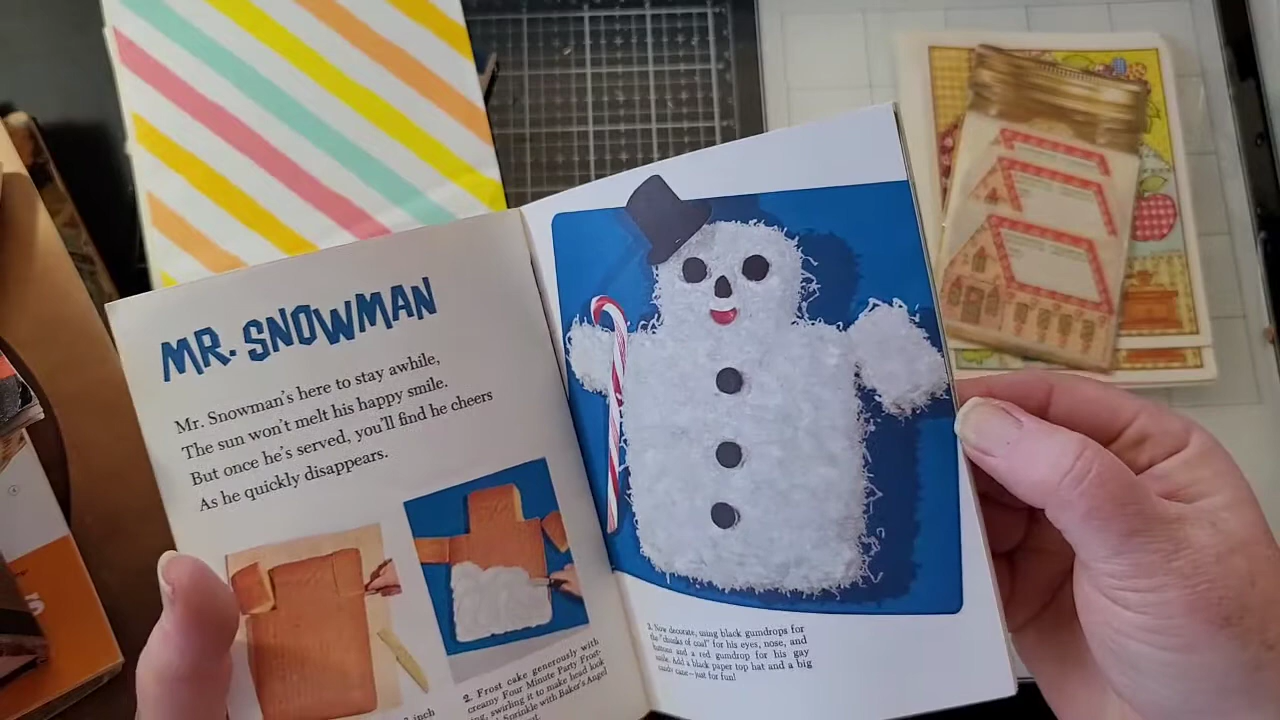 MR. SNOWMAN
Mr. Snowman's here to stay awhile,
The sun won't melt his happy smile.
But once he's served, you'll find he cheers
As he quickly disappears.
inch
2. Frost cake generously with
creamy Four Minute Party Frost-
ing, swirling it to make head look
Sprinkle with Baker's Angel
3. Now decorate, using black gumdrops for
the "chunks of coal" for his eyes, nose, and
buttons and a red gumdrop for his gay
smile. Add a black paper top hat and a big
candy cane—just for fun!